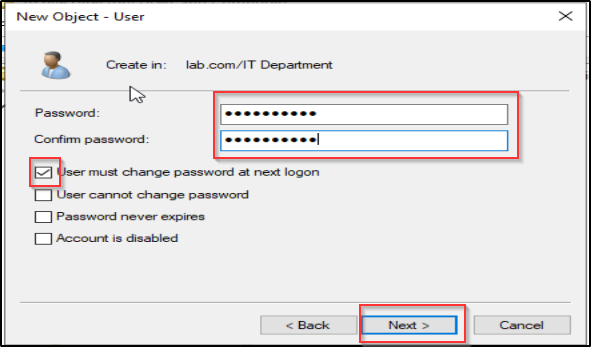 New Object - User
Create in: lab.com/IT Department
Password: ●●●●●●●●●●
Confirm password: ●●●●●●●●●●
User must change password at next logon
User cannot change password
Password never expires
Account is disabled
< Back Next > Cancel